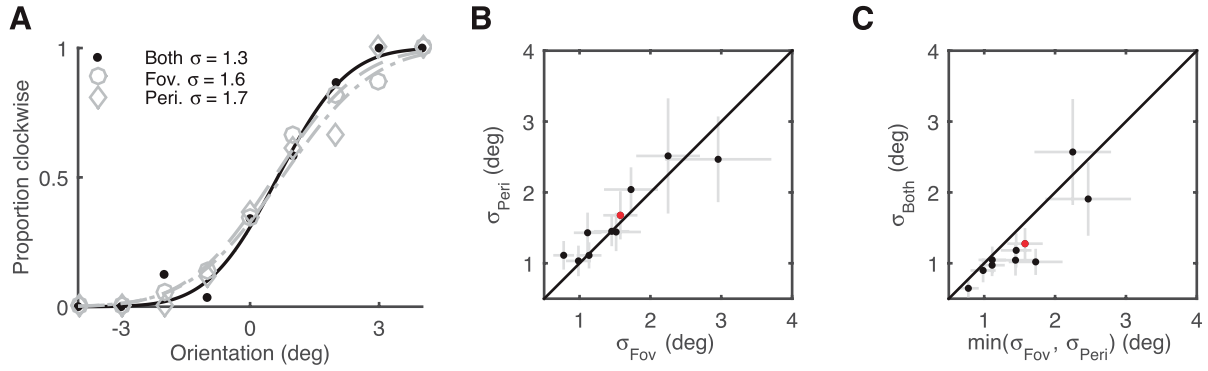 A
Proportion clockwise
1
0.5
0
Both σ = 1.3
Fov. σ = 1.6
Peri. σ = 1.7
-3 0 3
Orientation (deg)
B
σPeri (deg)
4
3
2
1
1 2 3 4
σFov (deg)
C
σBoth (deg)
4
3
2
1
1 2 3 4
min(σFov , σPeri) (deg)